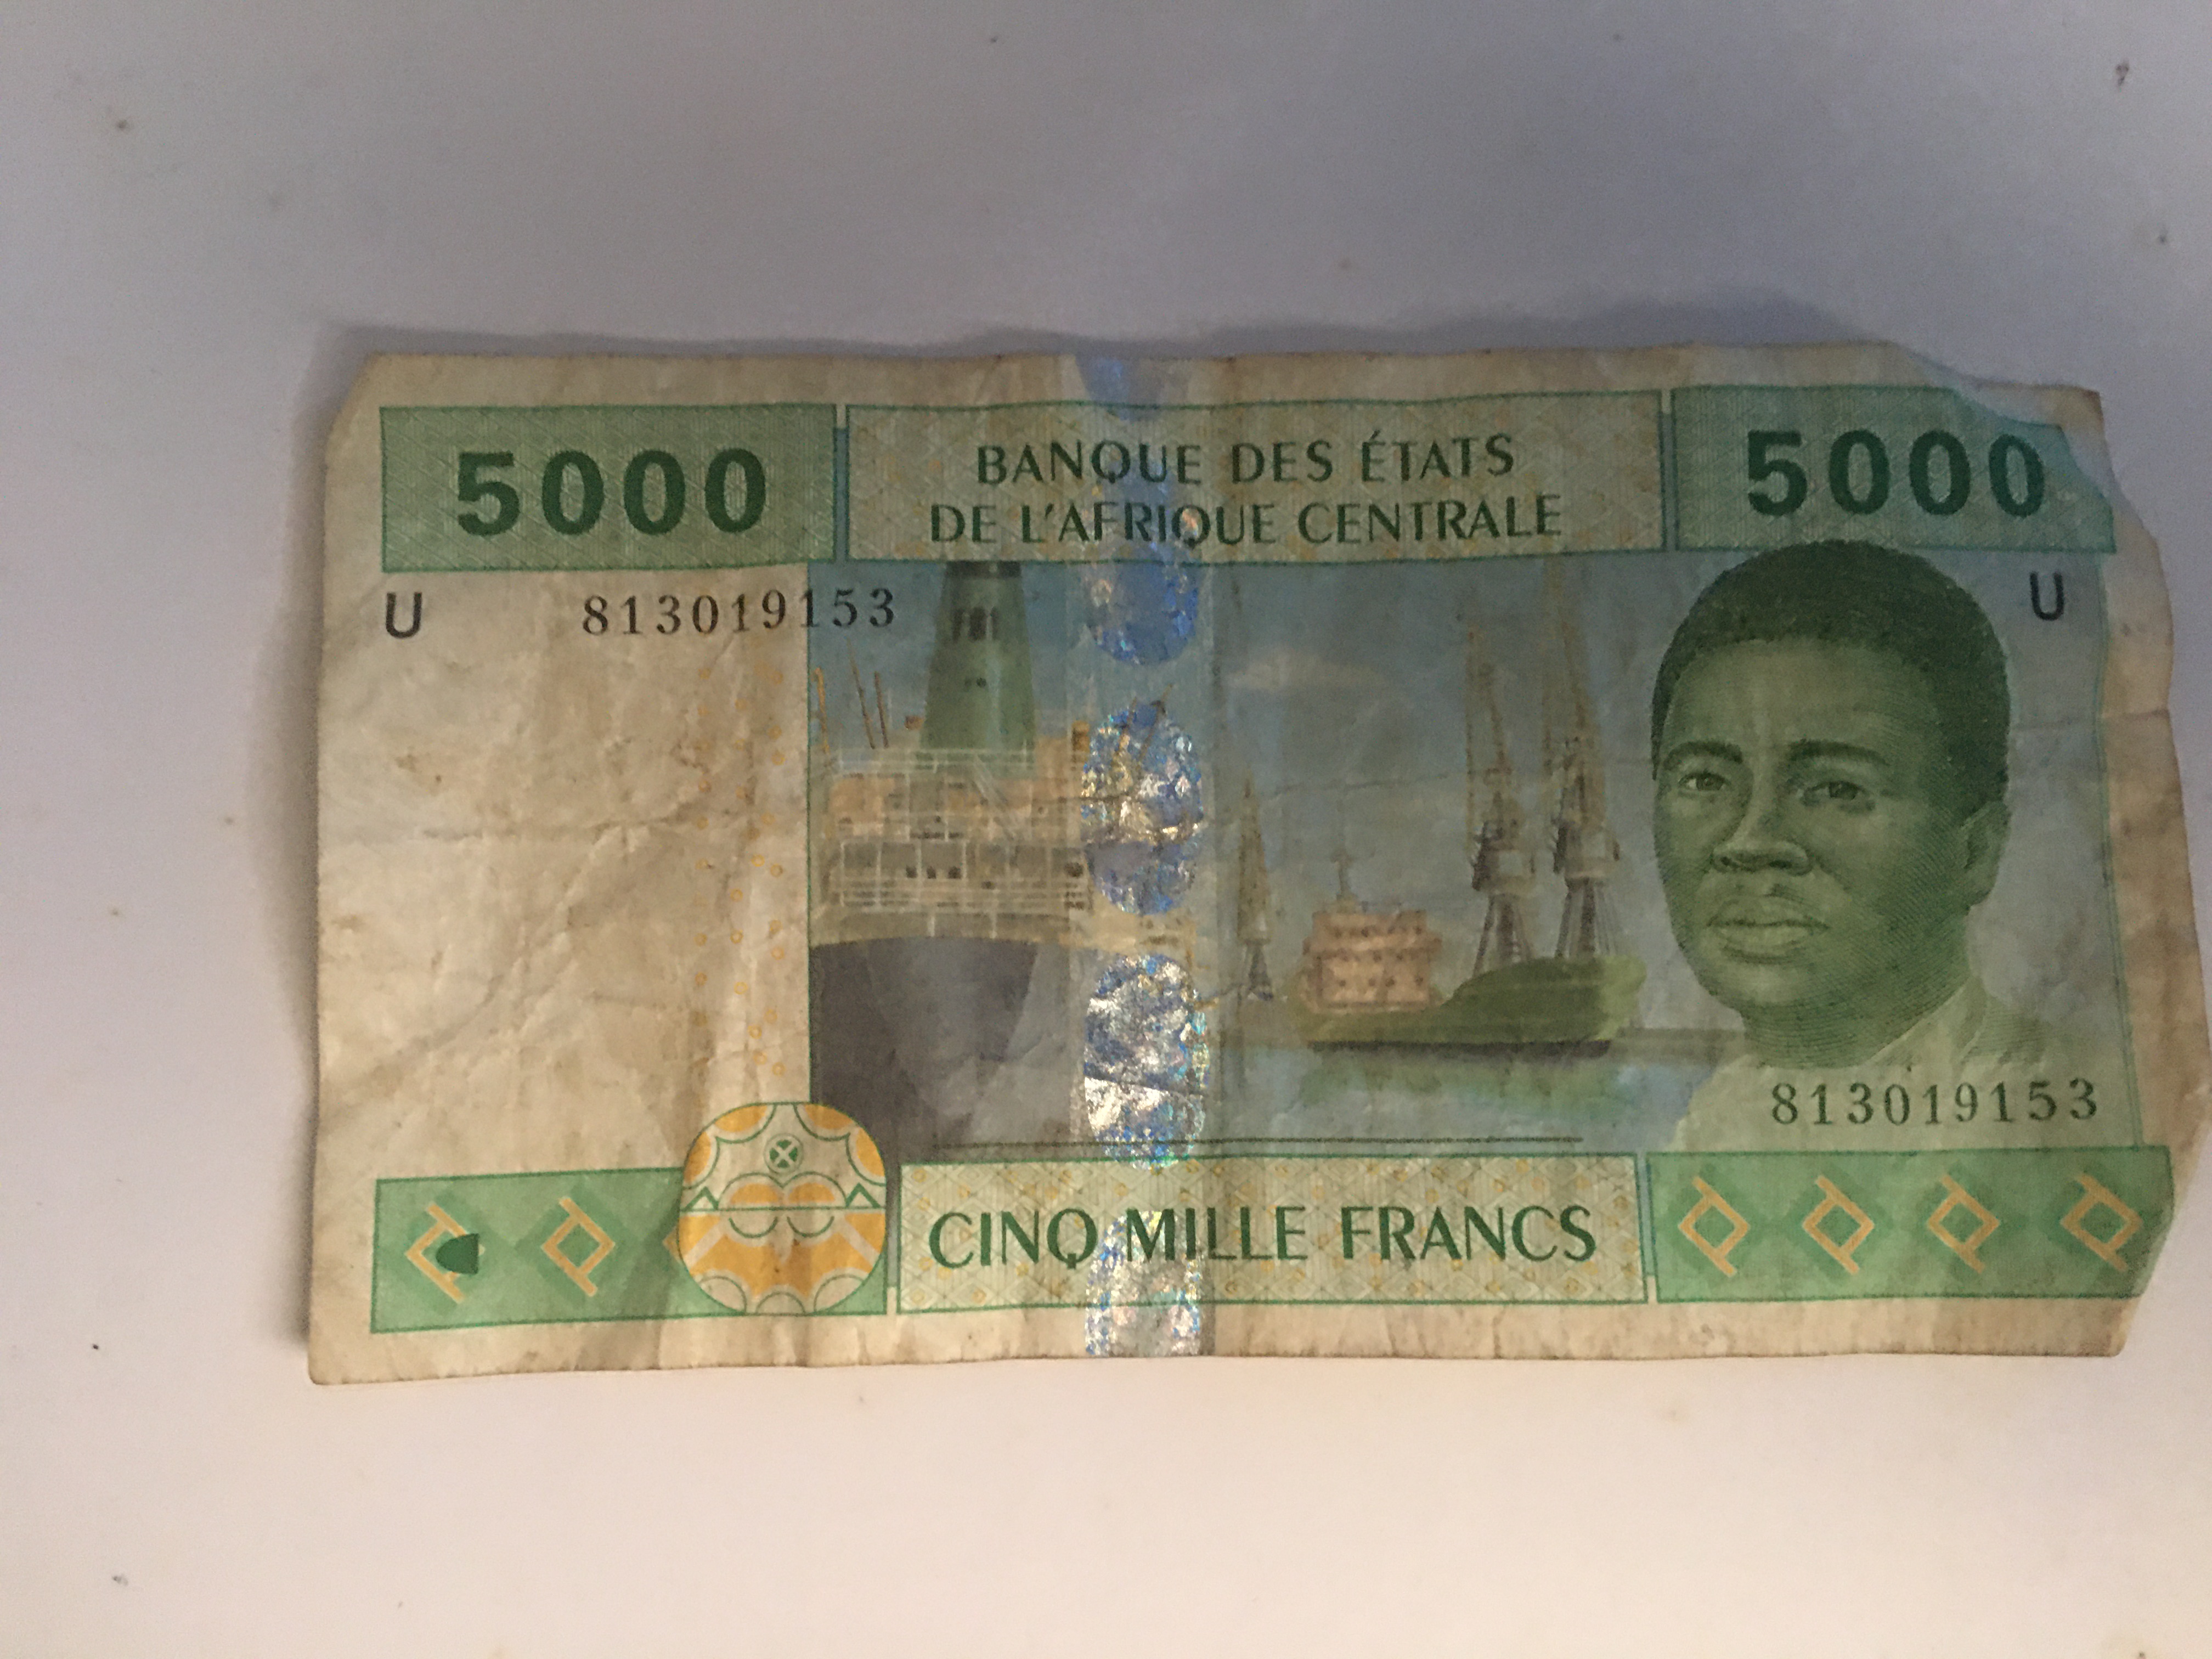 5000
BANQUE DES ÉTATS
DE L'AFRIQUE CENTRALE
5000
U
813019153
U
813019153
CINQ MILLE FRANCS